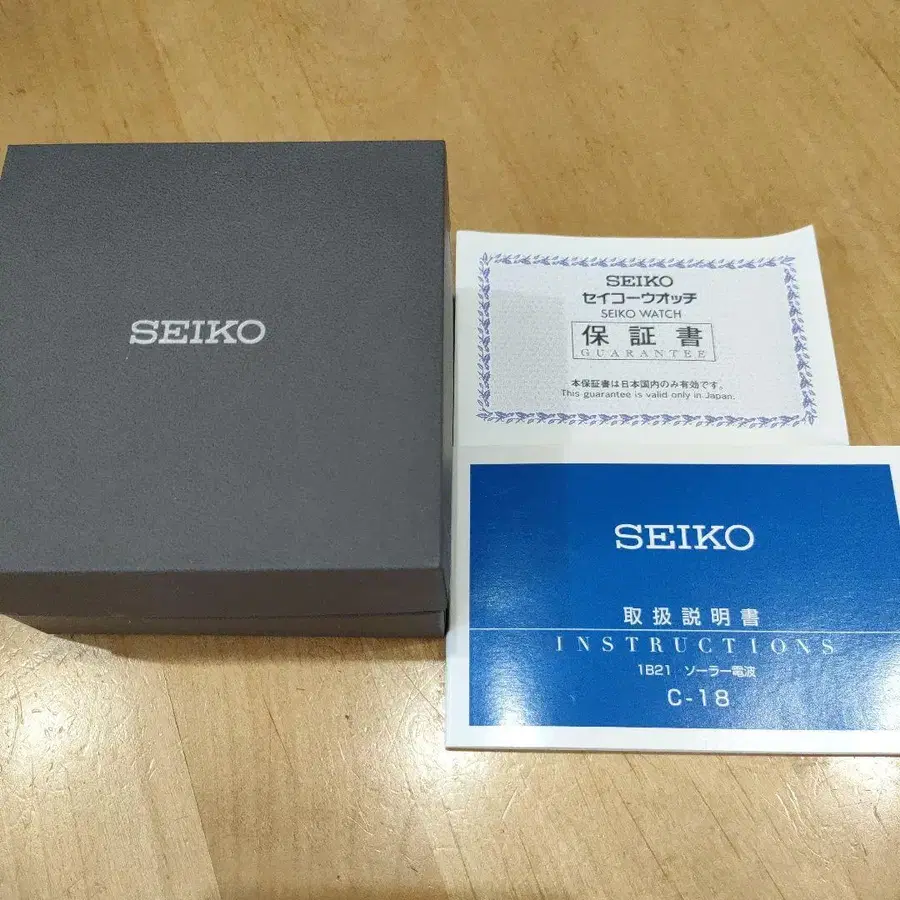 SEIKO
SEIKO
セイコーウオッチ
SEIKO WATCH
保証書
GUARANTEE
本保証書は日本国内のみ有効です。
This guarantee is valid only in Japan.
SEIKO
取扱説明書
INSTRUCTIONS
1B21 ソーラー電波
C-18